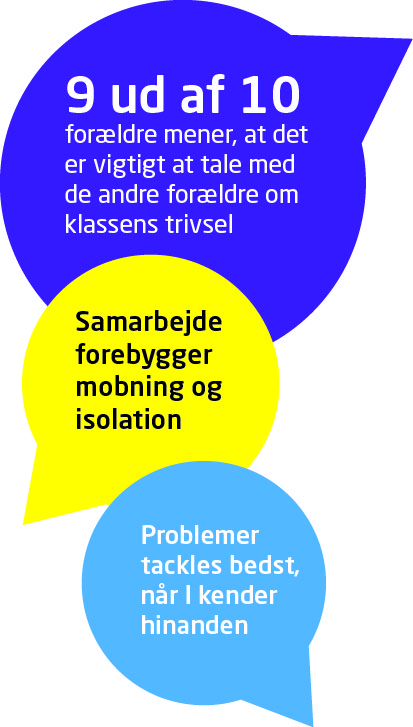 9 ud af 10
forældre mener, at det
er vigtigt at tale med
de andre forældre om
klassens trivsel
Samarbejde
forebygger
mobning og
isolation
Problemer
tackles bedst,
når I kender
hinanden